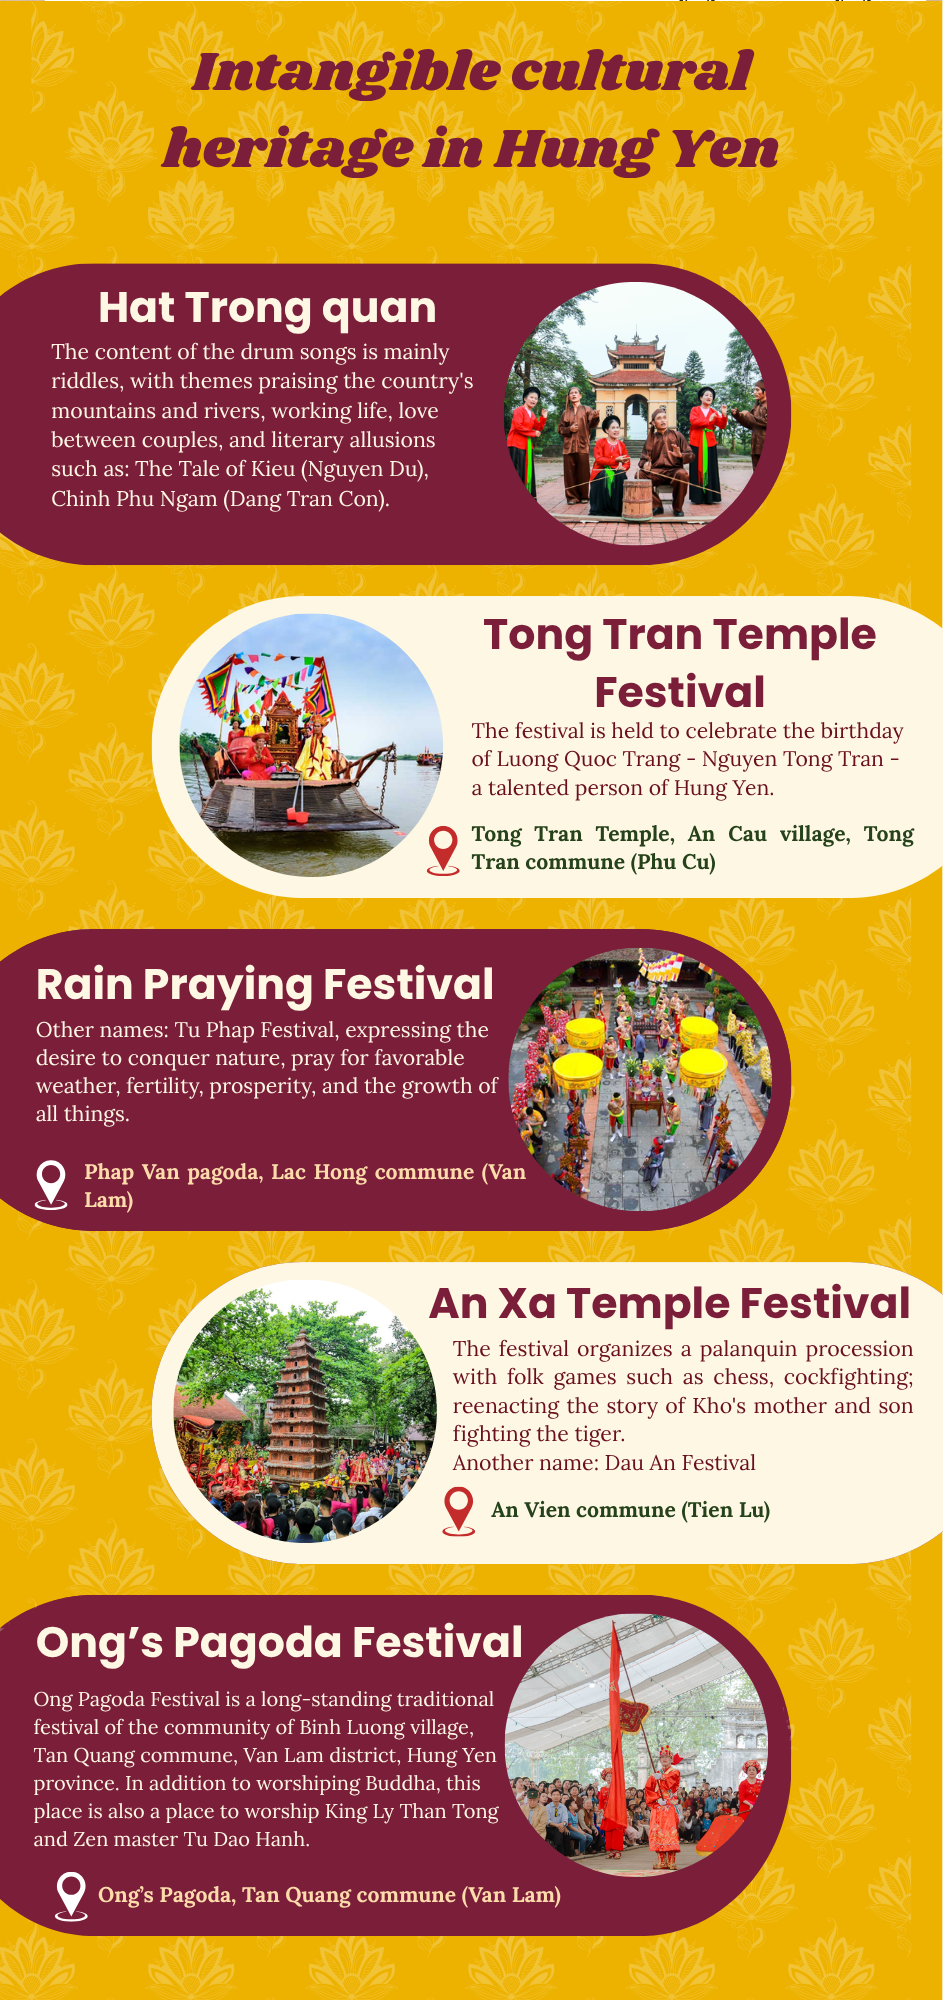 Intangible cultural
heritage in Hung Yen
Hat Trong quan
The content of the drum songs is mainly
riddles, with themes praising the country's
mountains and rivers, working life, love
between couples, and literary allusions
such as: The Tale of Kieu (Nguyen Du),
Chinh Phu Ngam (Dang Tran Con).
Tong Tran Temple
Festival
The festival is held to celebrate the birthday
of Luong Quoc Trang - Nguyen Tong Tran -
a talented person of Hung Yen.
Tong Tran Temple, An Cau village, Tong
Tran commune (Phu Cu)
Rain Praying Festival
Other names: Tu Phap Festival, expressing the
desire to conquer nature, pray for favorable
weather, fertility, prosperity, and the growth of
all things.
Phap Van pagoda, Lac Hong commune (Van
Lam)
An Xa Temple Festival
The festival organizes a palanquin procession
with folk games such as chess, cockfighting;
reenacting the story of Kho's mother and son
fighting the tiger.
Another name: Dau An Festival
An Vien commune (Tien Lu)
Ong’s Pagoda Festival
Ong Pagoda Festival is a long-standing traditional
festival of the community of Binh Luong village,
Tan Quang commune, Van Lam district, Hung Yen
province. In addition to worshiping Buddha, this
place is also a place to worship King Ly Than Tong
and Zen master Tu Dao Hanh.
Ong’s Pagoda, Tan Quang commune (Van Lam)